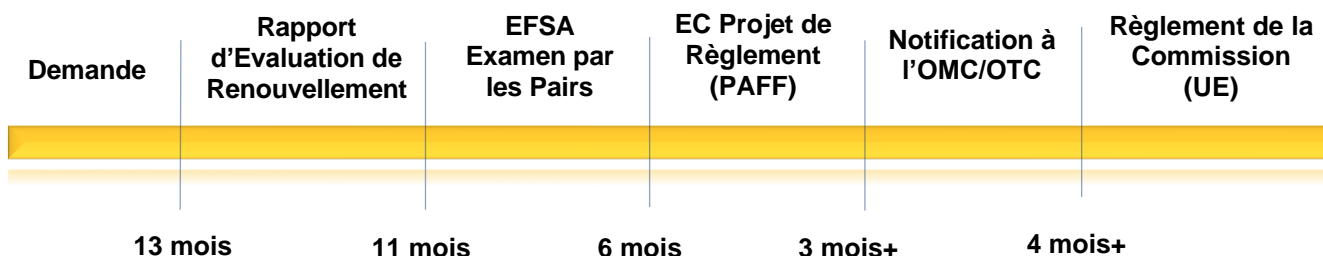 Demande
Rapport
d’Evaluation de
Renouvellement
EFSA
Examen par
les Pairs
EC Projet de
Règlement
(PAFF)
Notification à
l’OMC/OTC
Règlement de la
Commission
(UE)
13 mois
11 mois
6 mois
3 mois+
4 mois+